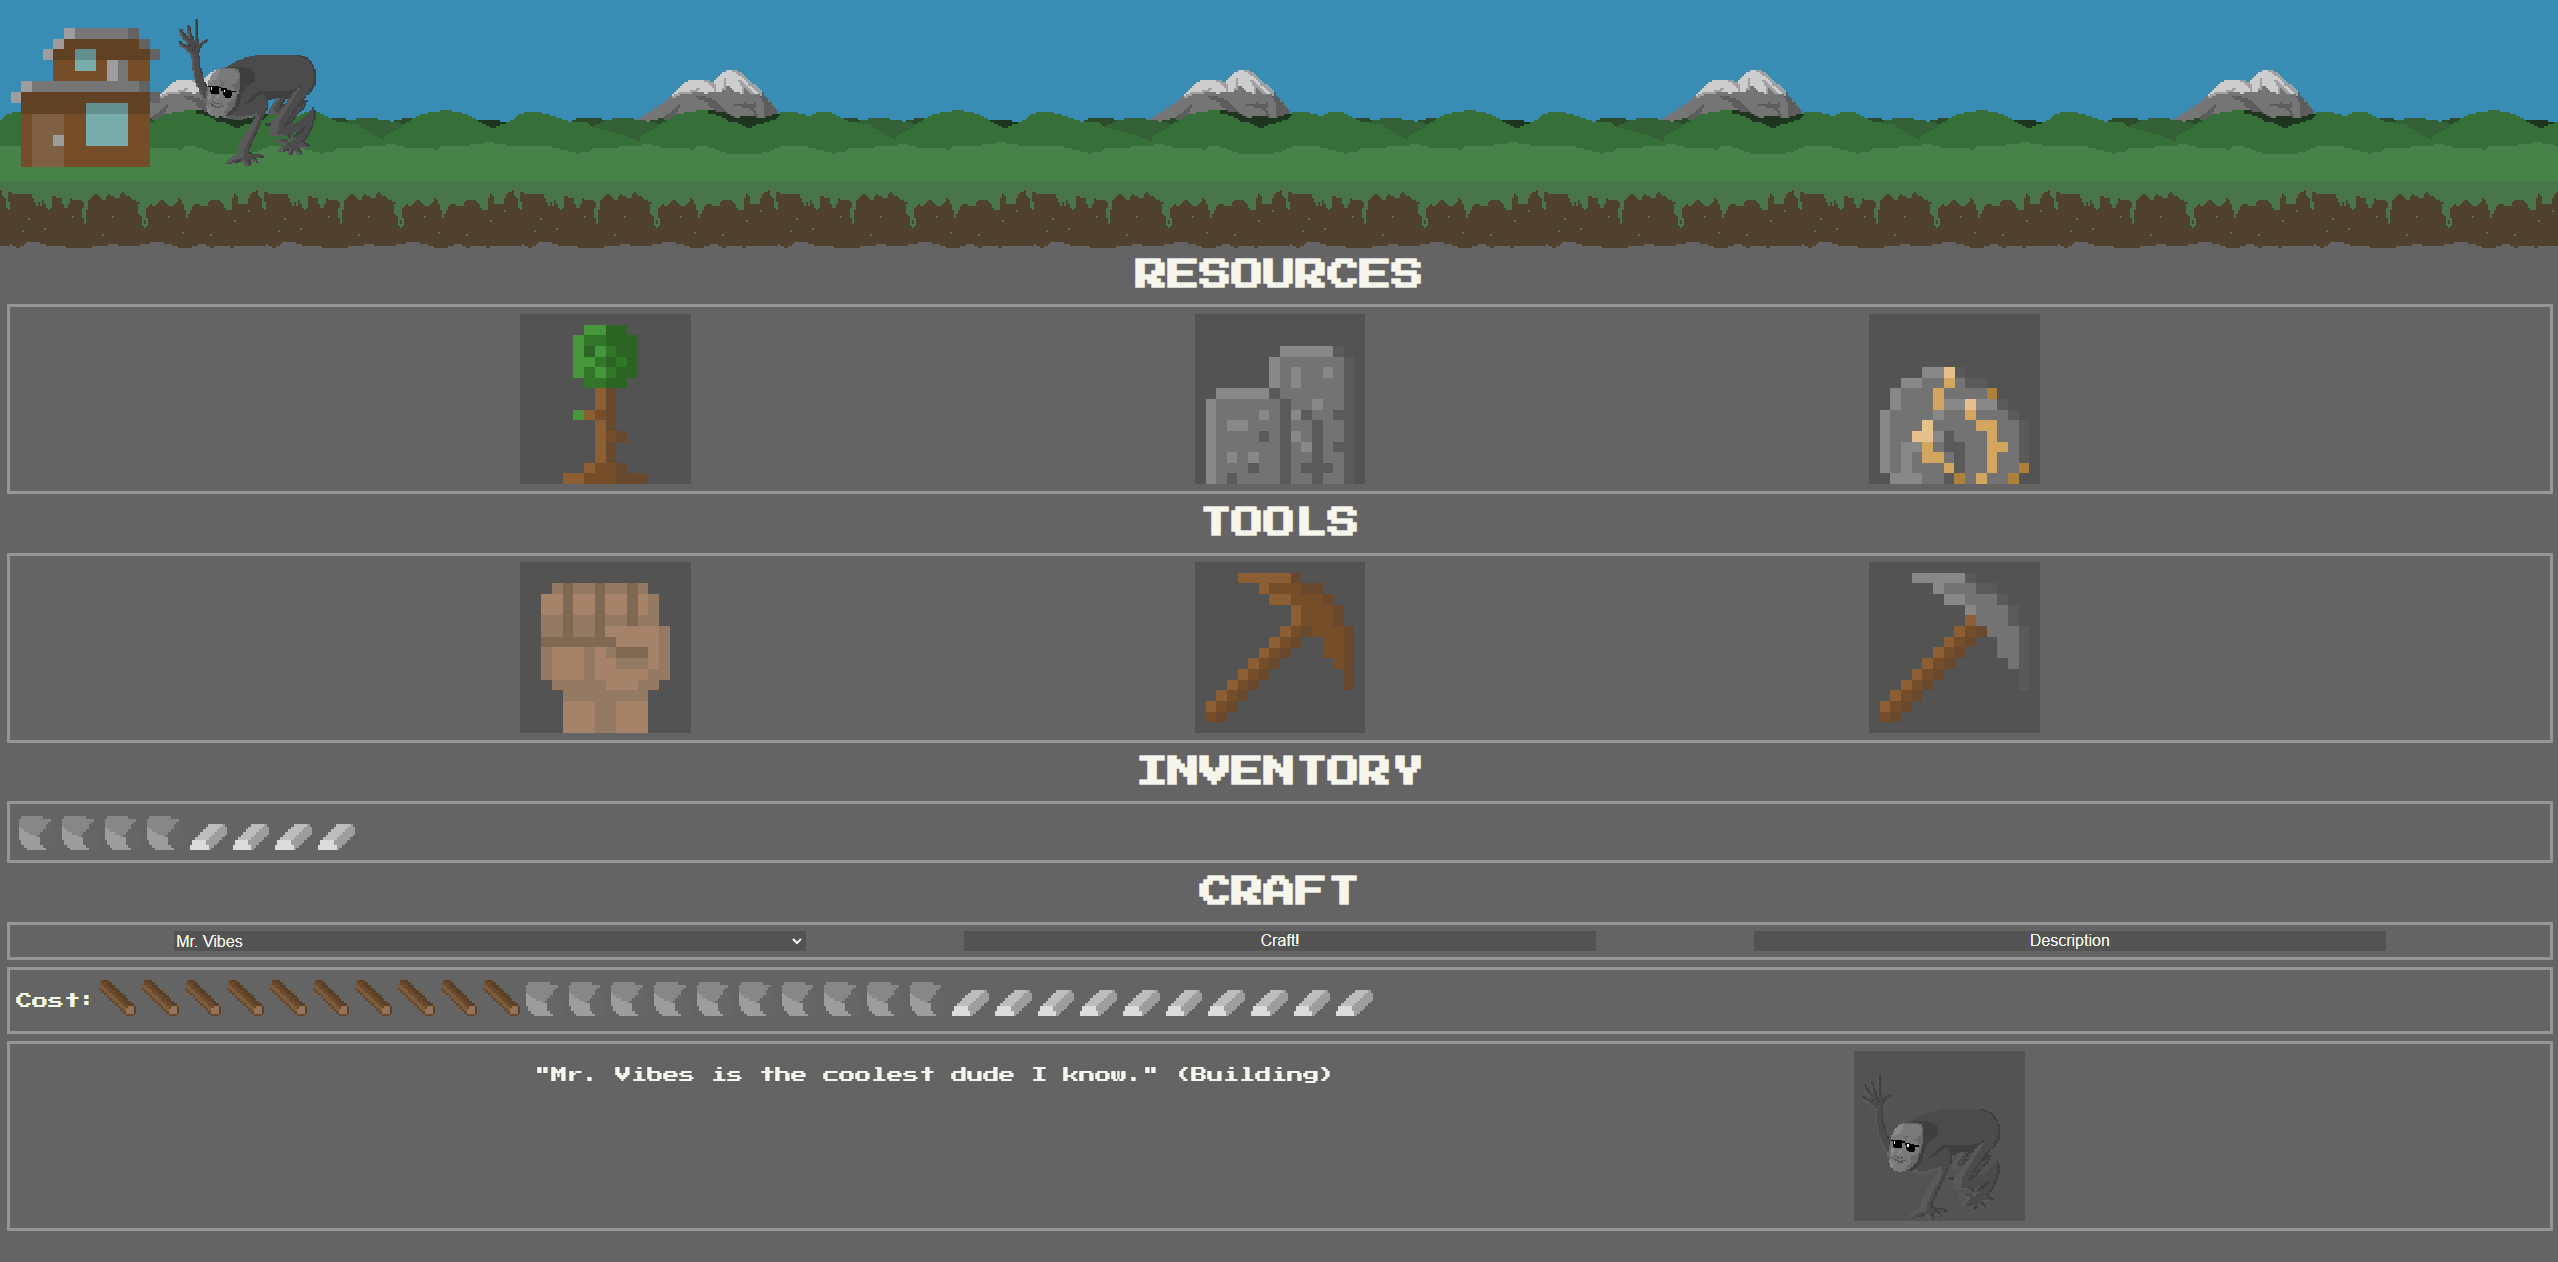 RESOURCES
TOOLS
INVENTORY
CRAFT
Mr. Vibes
Craft!
Description
Cost:
"Mr. Vibes is the coolest dude I know." (Building)